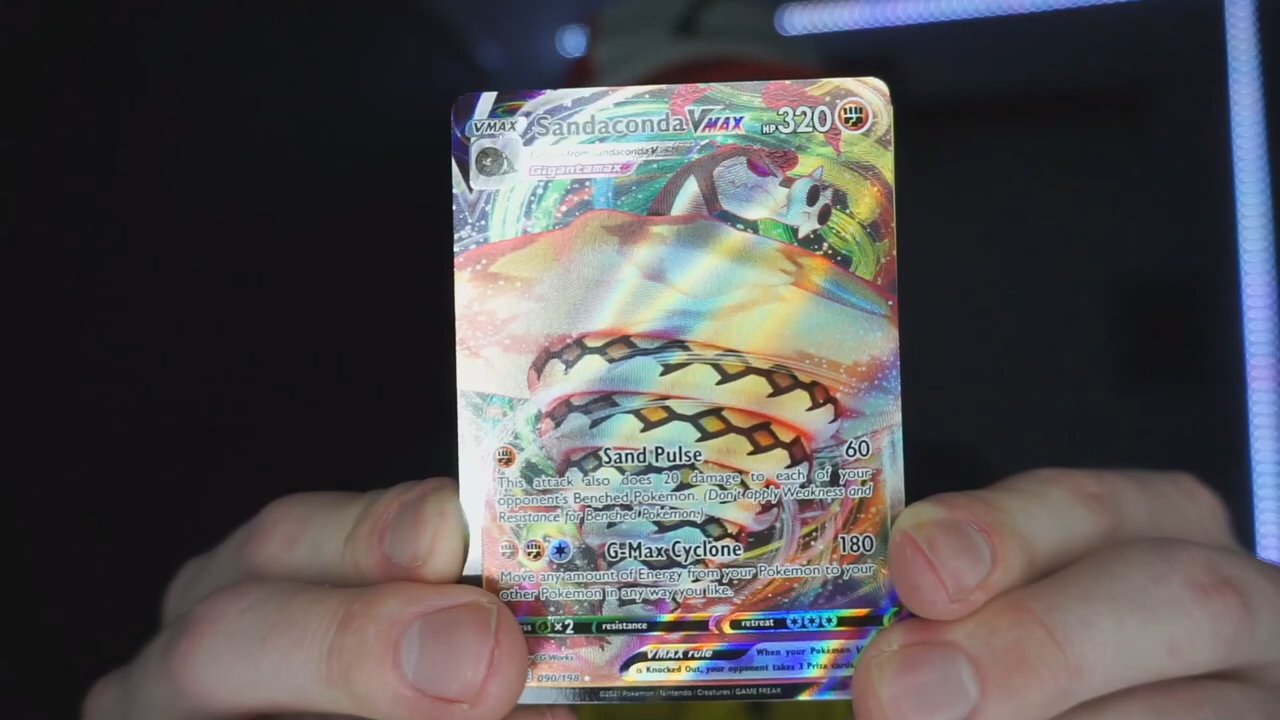 VMAX Sandaconda VMAX HP 320
Evolves from Sandaconda V
Gigantamax
Sand Pulse 60
This attack also does 20 damage to each of your
opponent's Benched Pokémon. (Don't apply Weakness and
Resistance for Benched Pokémon.)
G-Max Cyclone 180
Move any amount of Energy from your Pokémon to your
other Pokémon in any way you like.
×2 resistance retreat
VMAX rule When your Pokémon V
is Knocked Out, your opponent takes 3 Prize cards.
CG Works
090/198
©2021 Pokémon / Nintendo / Creatures / GAME FREAK